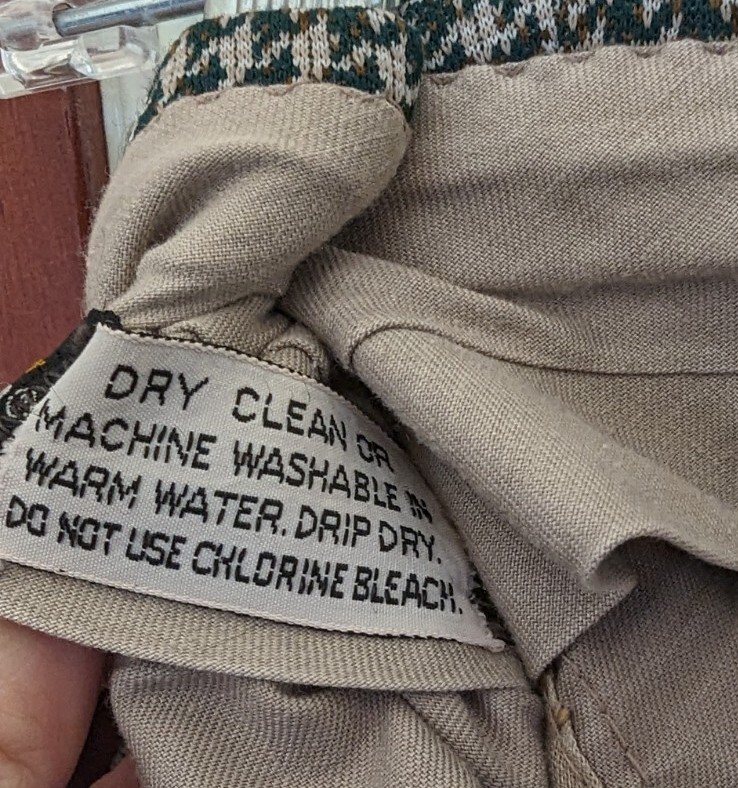 DRY CLEAN OR
MACHINE WASHABLE IN
WARM WATER. DRIP DRY.
DO NOT USE CHLORINE BLEACH.